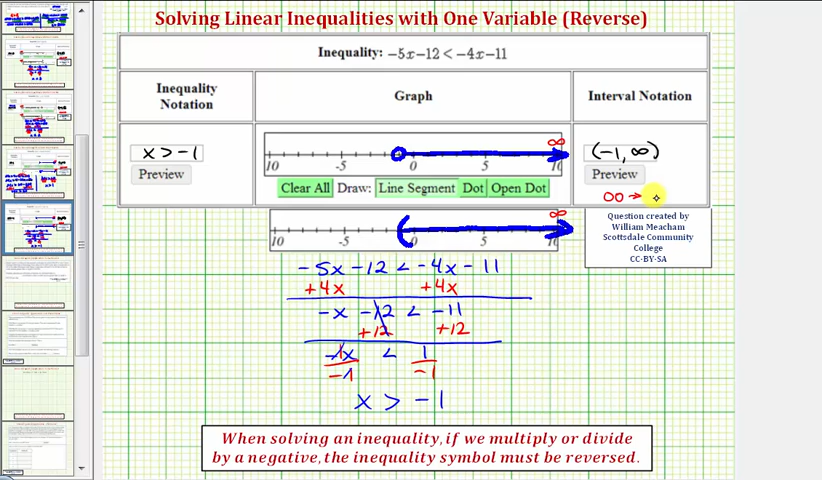 Solving Linear Inequalities with One Variable (Reverse)
Inequality: -5x-12 < -4x-11
Inequality Notation
Graph
Interval Notation
x > -1
∞
(-1, ∞)
-10 -5 0 5 10
Preview
Preview
Clear All Draw: Line Segment Dot Open Dot
∞ →
∞
-10 -5 0 5 10
Question created by
William Meacham
Scottsdale Community
College
CC-BY-SA
-5x -12 < -4x - 11
+4x +4x
-x -12 < -11
+12 +12
-1x < 1
-1 -1
x > -1
When solving an inequality, if we multiply or divide
by a negative, the inequality symbol must be reversed.